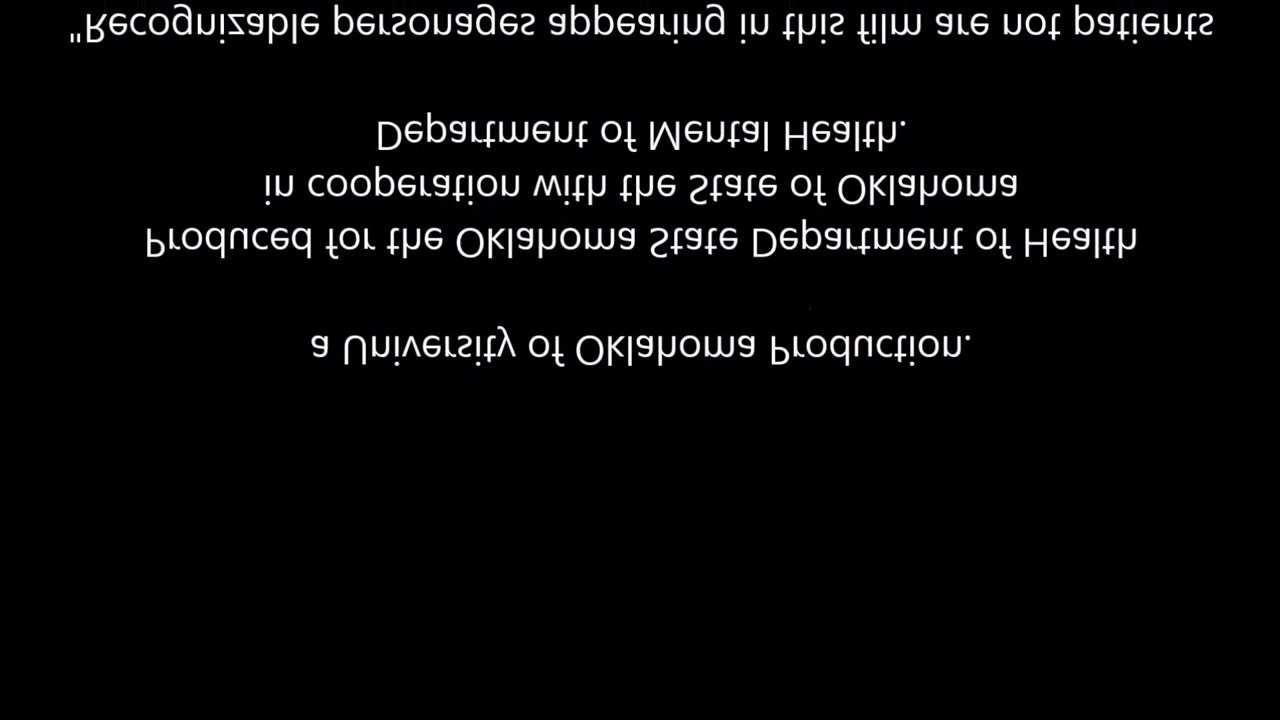 a University of Oklahoma Production.
Produced for the Oklahoma State Department of Health
in cooperation with the State of Oklahoma
Department of Mental Health.
"Recognizable personages appearing in this film are not patients